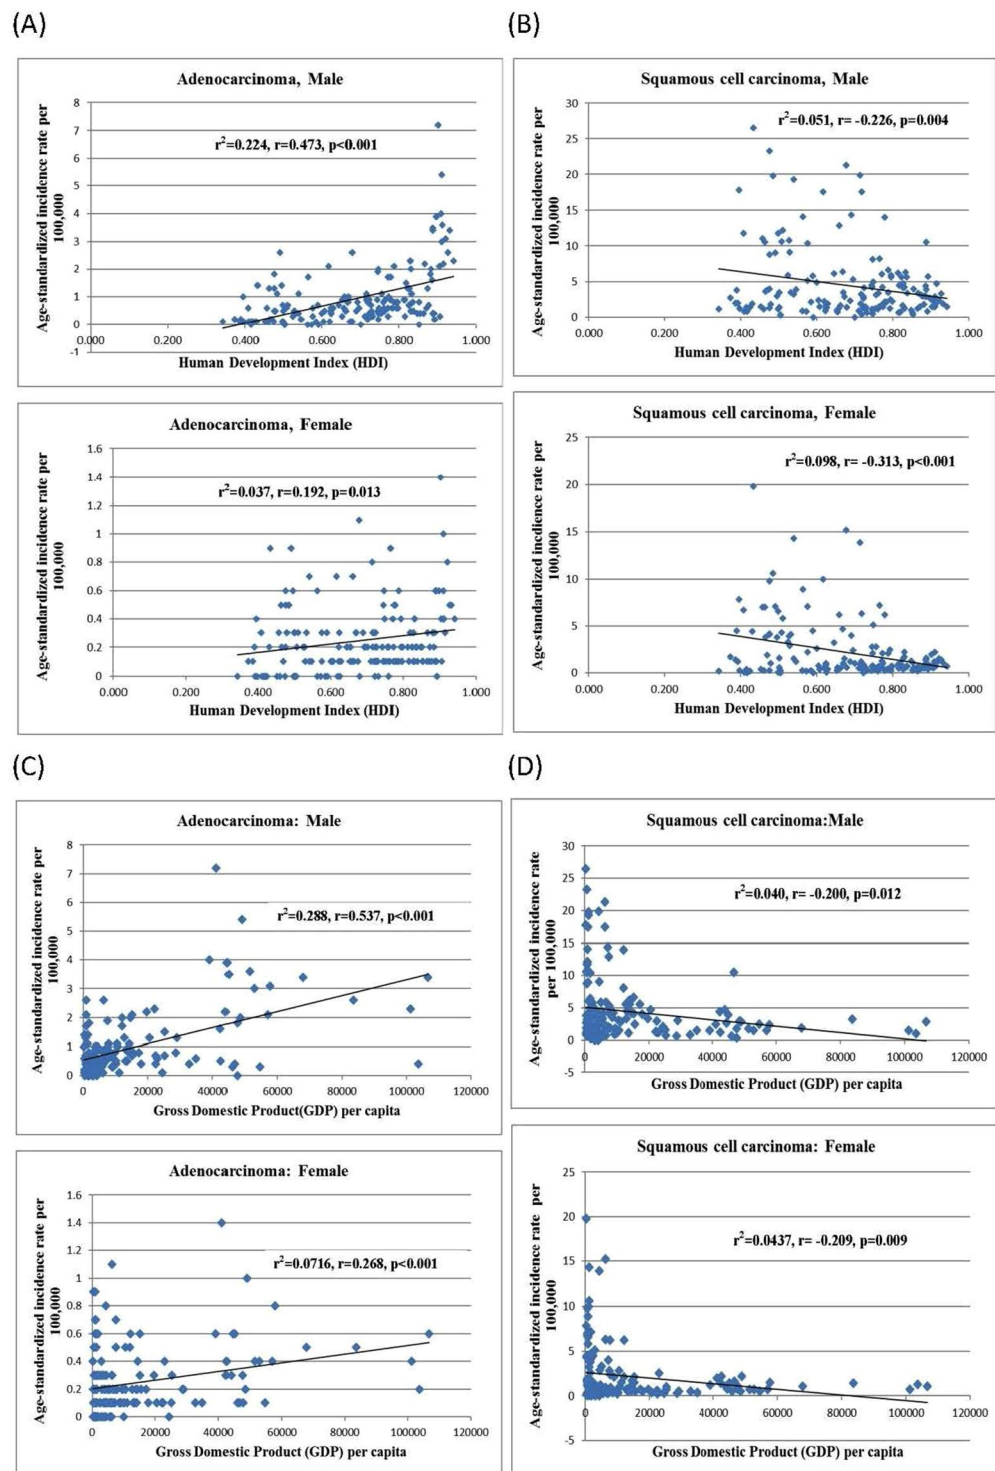 (A)
Adenocarcinoma, Male
Age-standardized incidence rate per
100,000
r²=0.224, r=0.473, p<0.001
8
7
6
5
4
3
2
1
0
-1
0.000 0.200 0.400 0.600 0.800 1.000
Human Development Index (HDI)
Adenocarcinoma, Female
Age-standardized incidence rate per
100,000
r²=0.037, r=0.192, p=0.013
1.6
1.4
1.2
1
0.8
0.6
0.4
0.2
0
0.000 0.200 0.400 0.600 0.800 1.000
Human Development Index (HDI)
(B)
Squamous cell carcinoma, Male
Age-standardized incidence rate per
100,000
r²=0.051, r= -0.226, p=0.004
30
25
20
15
10
5
0
0.000 0.200 0.400 0.600 0.800 1.000
Human Development Index (HDI)
Squamous cell carcinoma, Female
Age-standardized incedience rate per
100,000
r²=0.098, r= -0.313, p<0.001
25
20
15
10
5
0
0.000 0.200 0.400 0.600 0.800 1.000
Human Development Index (HDI)
(C)
Adenocarcinoma: Male
Age-standardized incidence rate per
100,000
r²=0.288, r=0.537, p<0.001
8
7
6
5
4
3
2
1
0
0 20000 40000 60000 80000 100000 120000
Gross Domestic Product(GDP) per capita
Adenocarcinoma: Female
Age-standardized incidence rate per
100,000
r²=0.0716, r=0.268, p<0.001
1.6
1.4
1.2
1
0.8
0.6
0.4
0.2
0
0 20000 40000 60000 80000 100000 120000
Gross Domestic Product (GDP) per capita
(D)
Squamous cell carcinoma:Male
Age-standardized incidence rate
per 100,000
r²=0.040, r= -0.200, p=0.012
30
25
20
15
10
5
0
-5
0 20000 40000 60000 80000 100000 120000
Gross Domestic Product (GDP) per capita
Squamous cell carcinoma: Female
Age-standardized incidence rate per
100,000
r²=0.0437, r= -0.209, p=0.009
25
20
15
10
5
0
-5
0 20000 40000 60000 80000 100000 120000
Gross Domestic Product (GDP) per capita